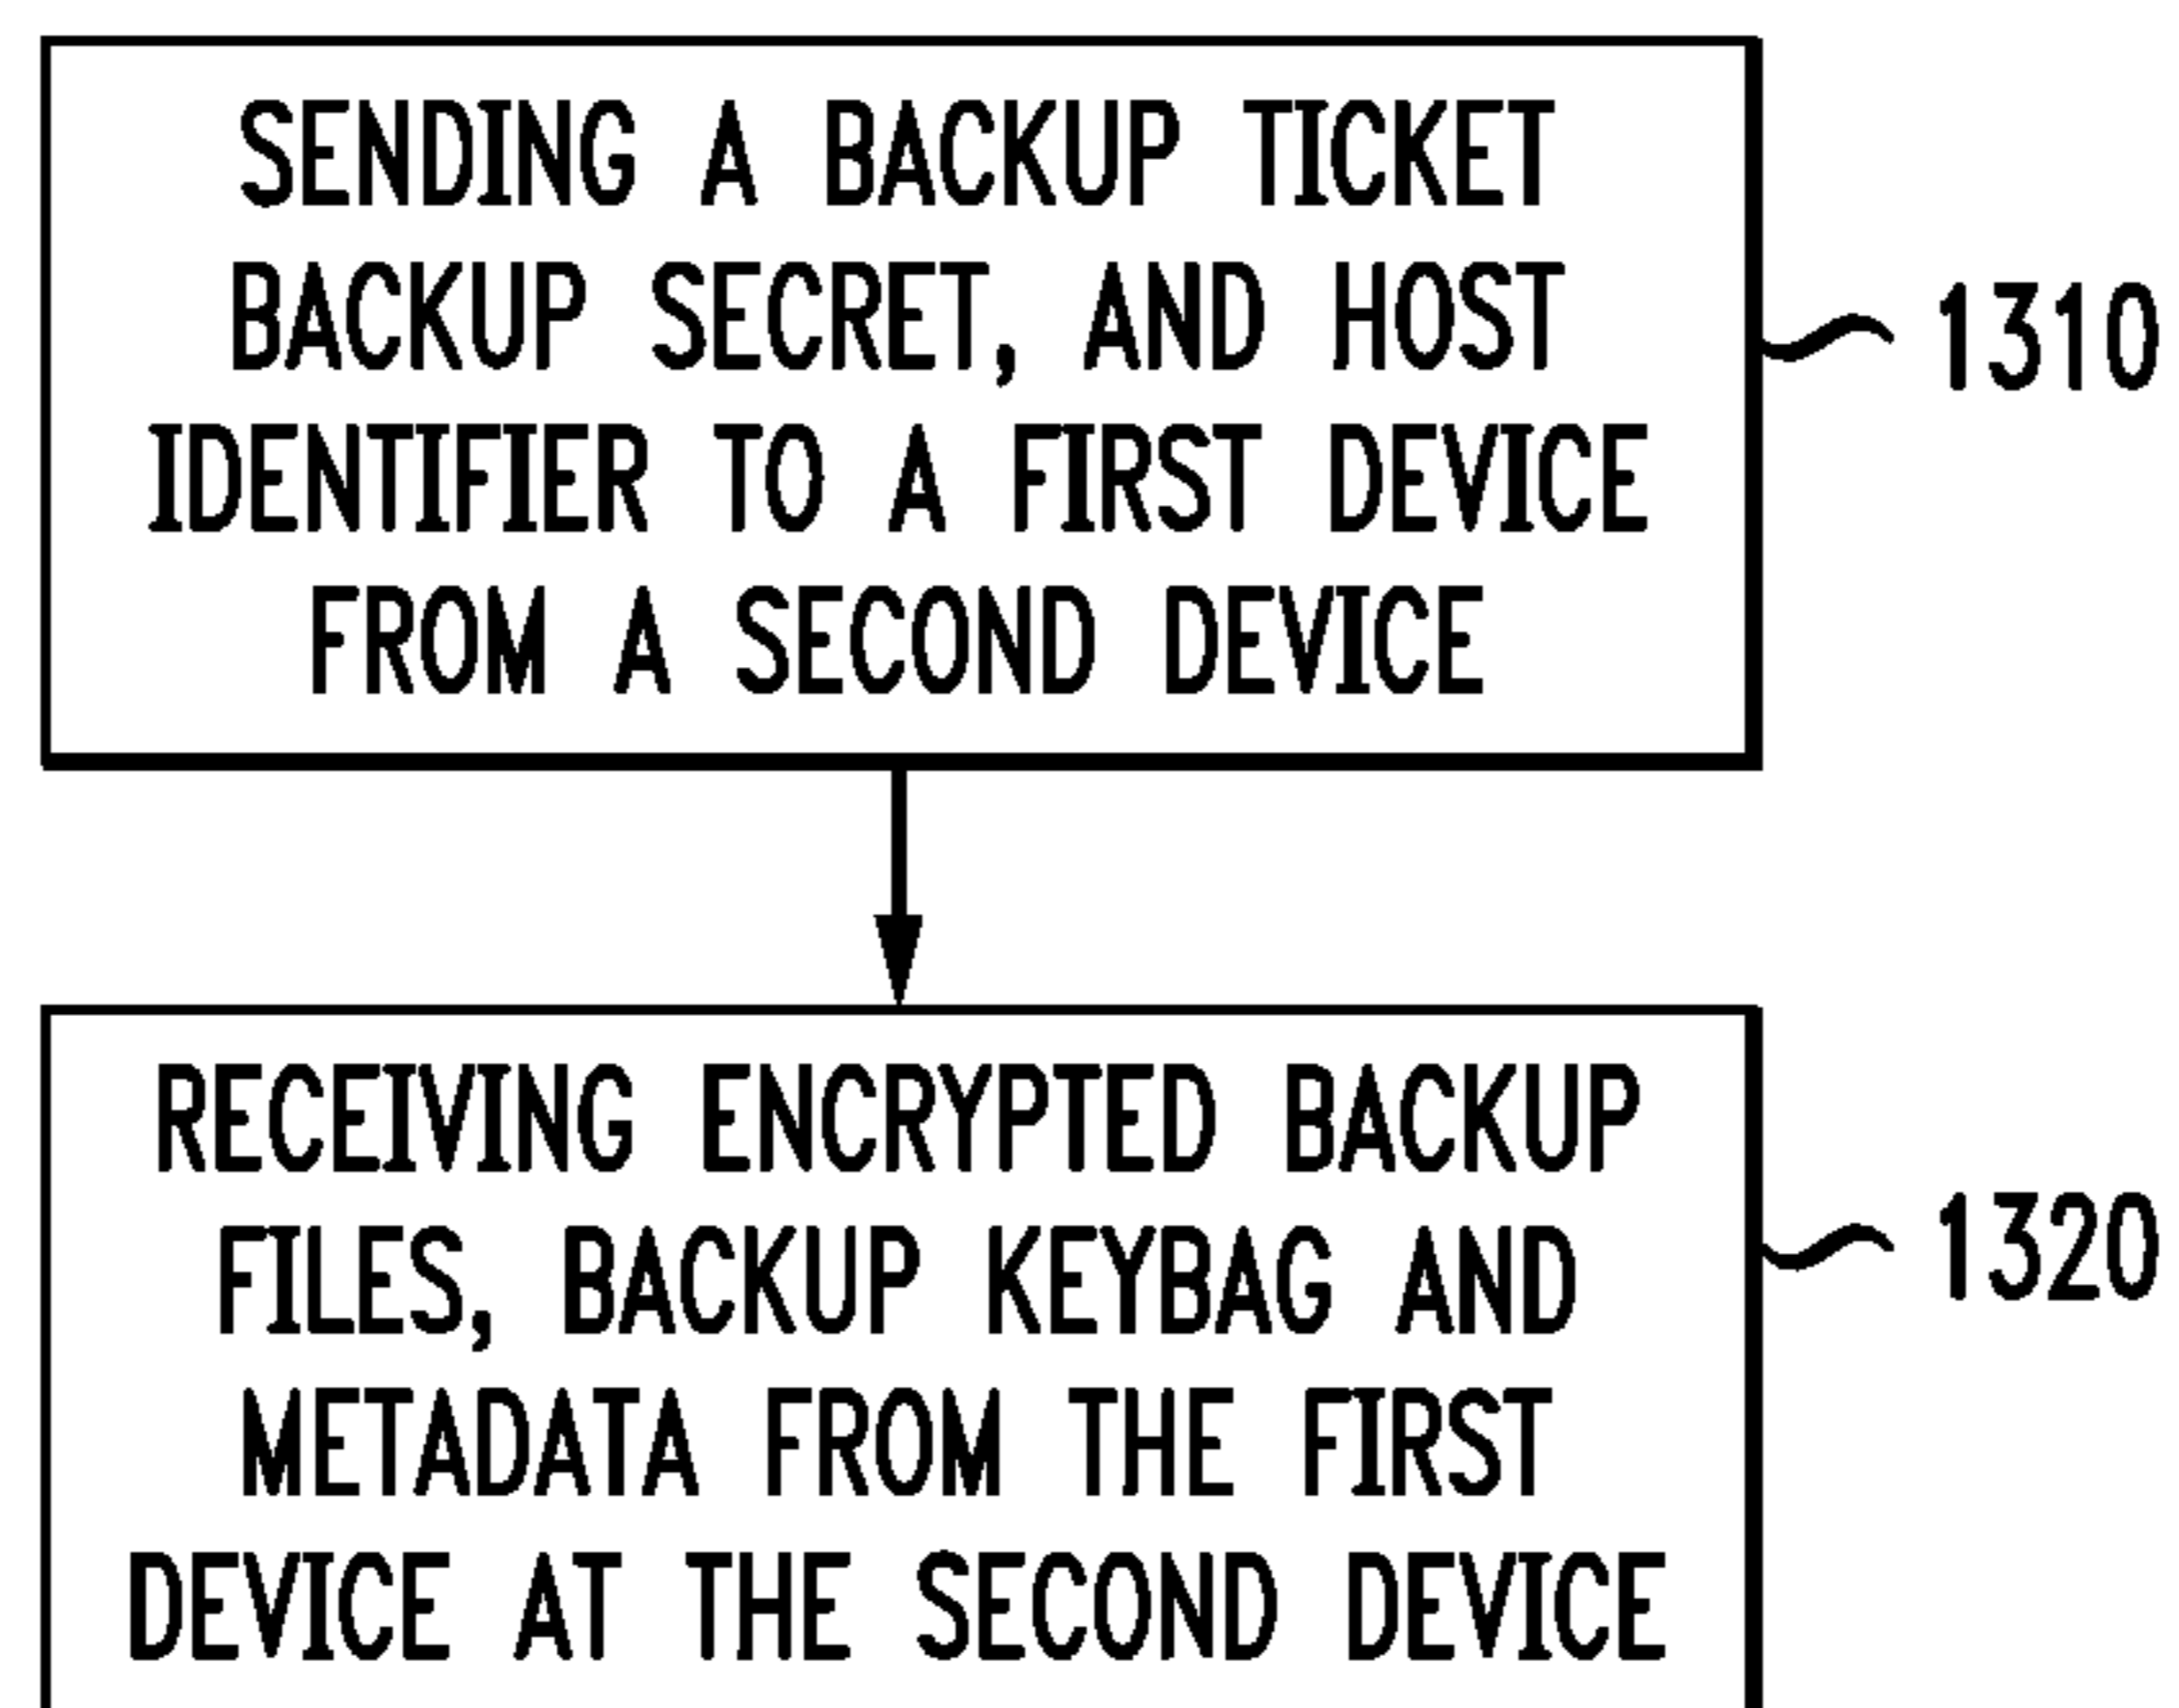 SENDING A BACKUP TICKET
BACKUP SECRET, AND HOST
IDENTIFIER TO A FIRST DEVICE
FROM A SECOND DEVICE
1310
RECEIVING ENCRYPTED BACKUP
FILES, BACKUP KEYBAG AND
METADATA FROM THE FIRST
DEVICE AT THE SECOND DEVICE
1320